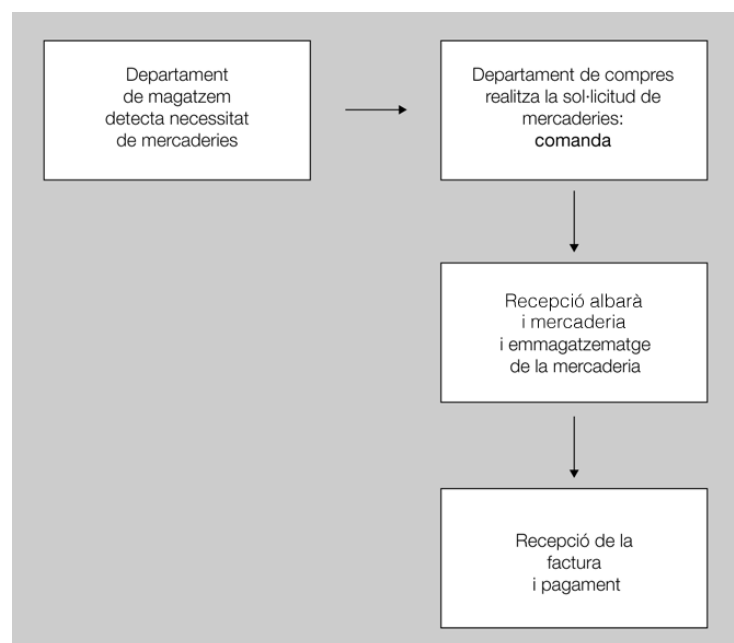 Departament
de magatzem
detecta necessitat
de mercaderies
Departament de compres
realitza la sol·licitud de
mercaderies:
comanda
Recepció albarà
i mercaderia
i emmagatzematge
de la mercaderia
Recepció de la
factura
i pagament